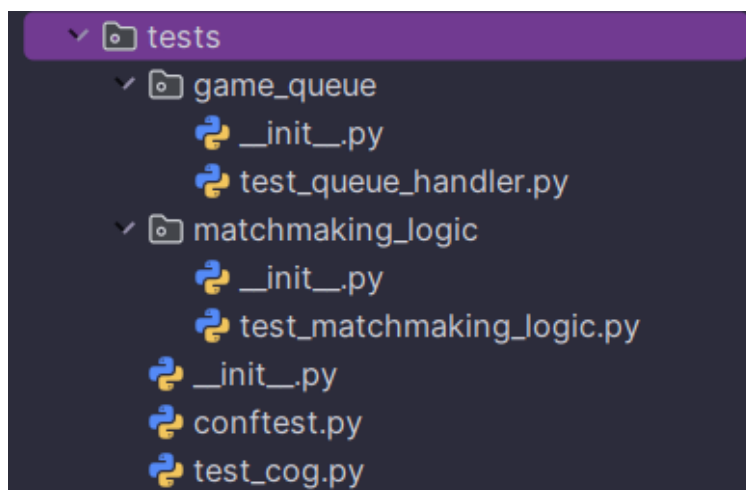 tests
game_queue
__init__.py
test_queue_handler.py
matchmaking_logic
__init__.py
test_matchmaking_logic.py
__init__.py
conftest.py
test_cog.py